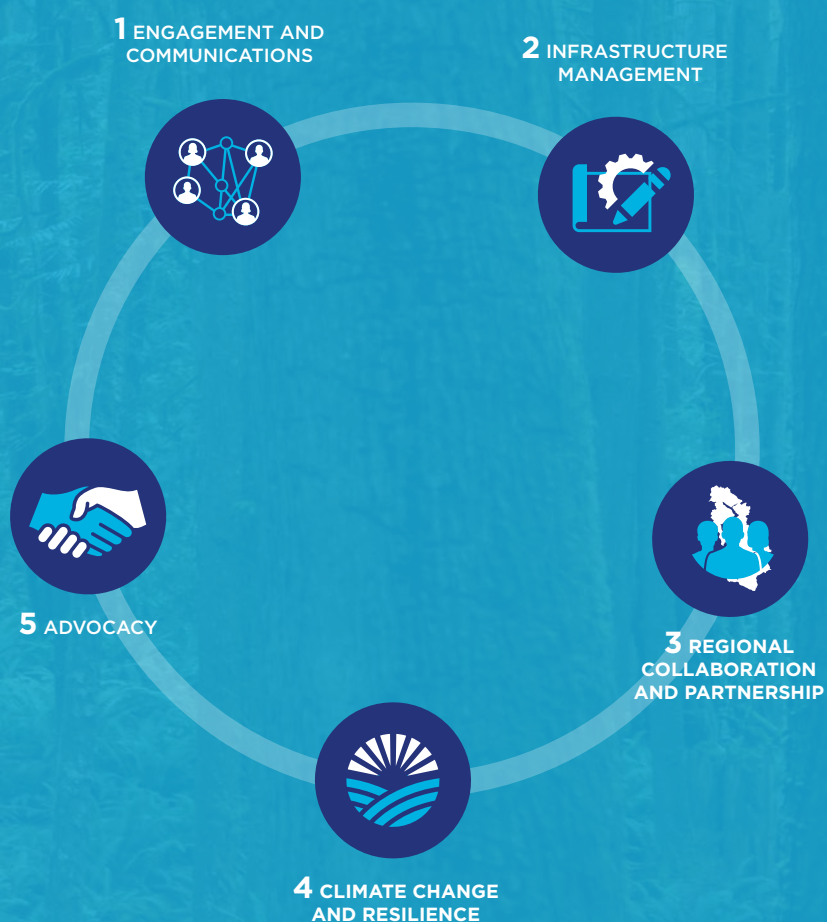 1 ENGAGEMENT AND
COMMUNICATIONS
2 INFRASTRUCTURE
MANAGEMENT
3 REGIONAL
COLLABORATION
AND PARTNERSHIP
4 CLIMATE CHANGE
AND RESILIENCE
5 ADVOCACY